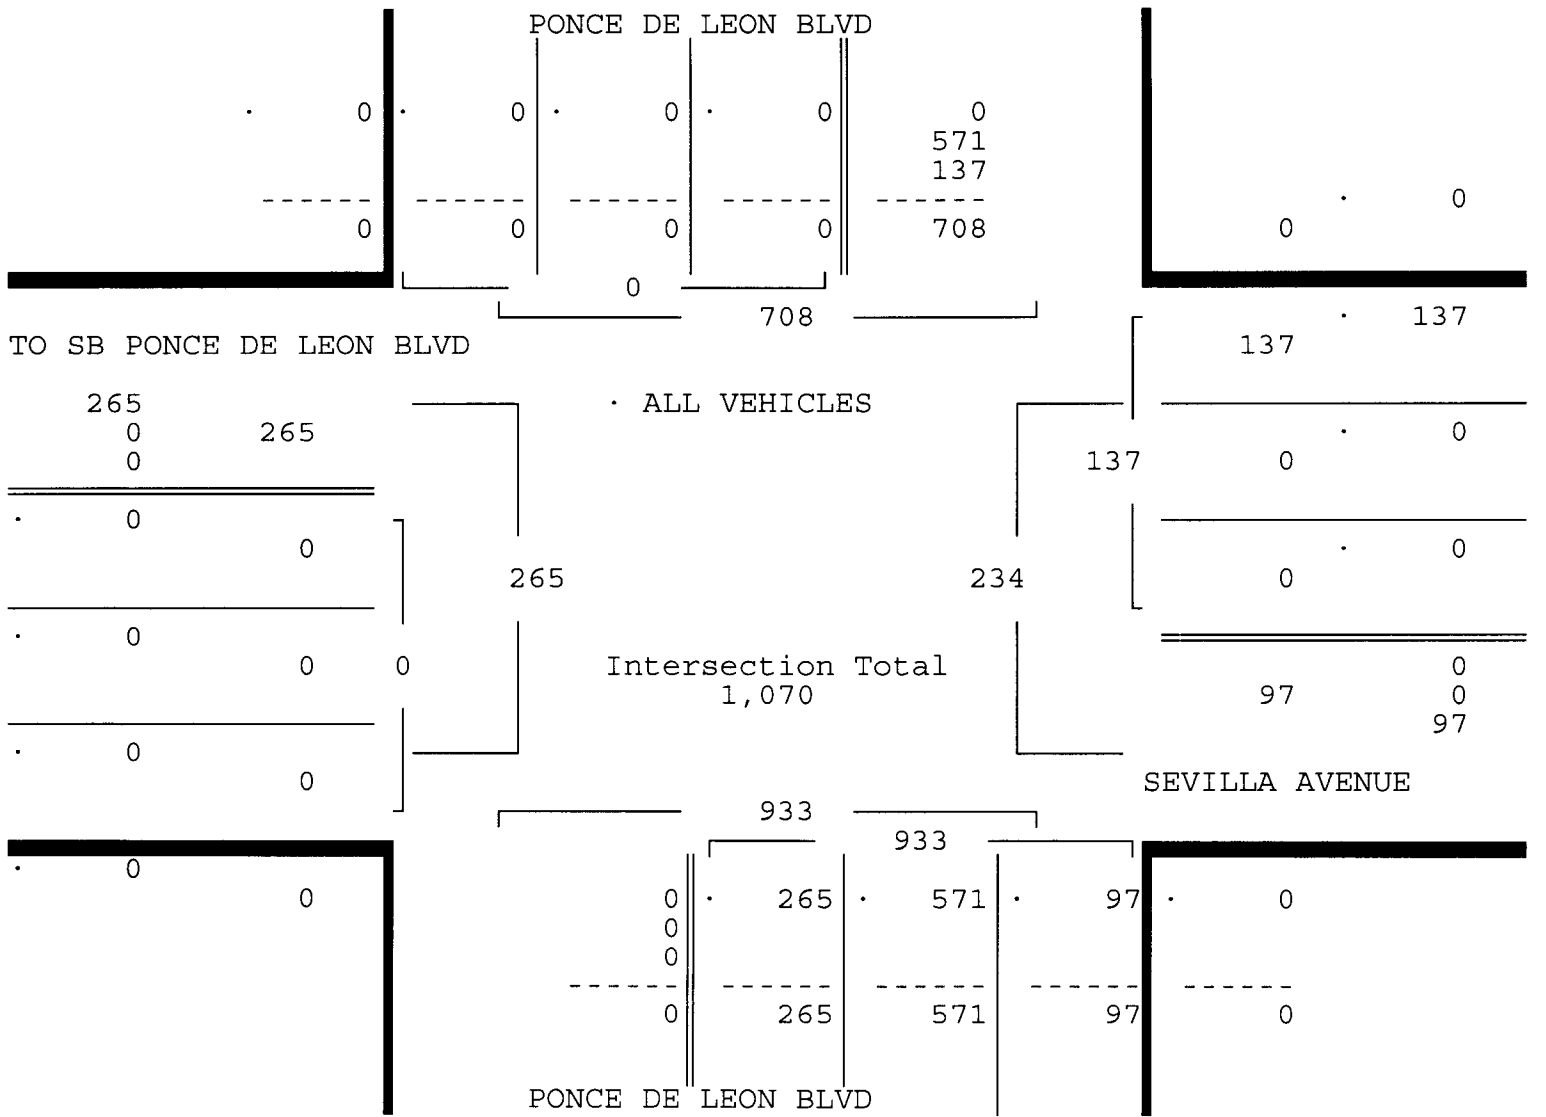 PONCE DE LEON BLVD
· 0 · 0 · 0 · 0 0
571
137
------ ------ ------ ------ ------
· 0
0 0 0 0 708 0
0
708
· 137
TO SB PONCE DE LEON BLVD 137
265 · ALL VEHICLES
0 265 · 0
0 137 0
· 0
0 · 0
265 234 0
· 0
0 0 Intersection Total 0
1,070 97 0
97
· 0
0 SEVILLA AVENUE
933
933
· 0
0 0 · 265 · 571 · 97 · 0
0
0
------ ------ ------ ------ ------
0 265 571 97 0
PONCE DE LEON BLVD